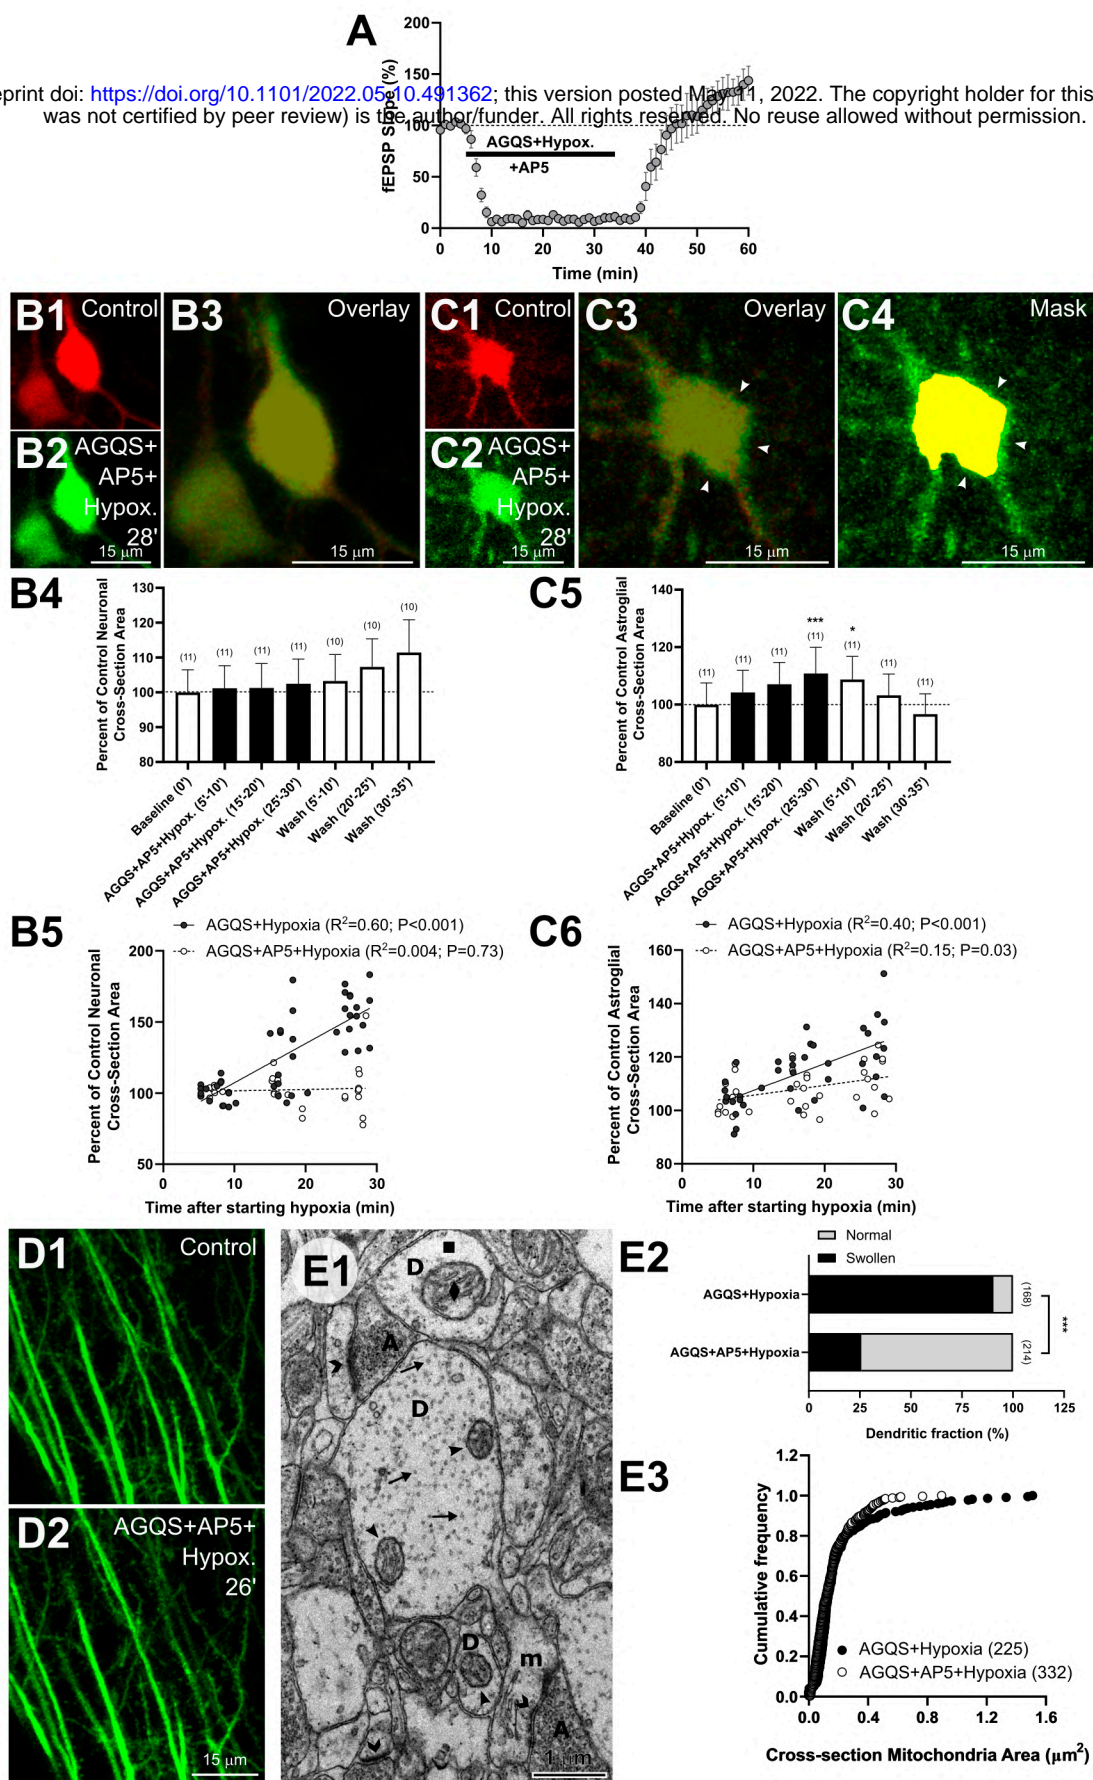 A
200
150
eprint doi: https://doi.org/10.1101/2022.05.10.491362; this version posted May 11, 2022. The copyright holder for this
was not certified by peer review) is the author/funder. All rights reserved. No reuse allowed without permission.
100
fEPSP Slope (%)
AGQS+Hypox.
+AP5
50
0
0 10 20 30 40 50 60
Time (min)
B1 Control
B2 AGQS+
AP5+
Hypox.
28'
15 μm
B3 Overlay
15 μm
C1 Control
C2 AGQS+
AP5+
Hypox.
28'
15 μm
C3 Overlay
15 μm
C4 Mask
15 μm
B4
Percent of Control Neuronal
Cross-Section Area
130
120
110
100
90
80
(11) (11) (11) (11) (10) (10) (10)
Baseline (0')
AGQS+AP5+Hypox. (5'-10')
AGQS+AP5+Hypox. (15'-20')
AGQS+AP5+Hypox. (25'-30')
Wash (5'-10')
Wash (20'-25')
Wash (30'-35')
C5
Percent of Control Astroglial
Cross-Section Area
140
120
100
80
*** *
(11) (11) (11) (11) (11) (11) (11)
Baseline (0')
AGQS+AP5+Hypox. (5'-10')
AGQS+AP5+Hypox. (15'-20')
AGQS+AP5+Hypox. (25'-30')
Wash (5'-10')
Wash (20'-25')
Wash (30'-35')
B5
AGQS+Hypoxia (R²=0.60; P<0.001)
AGQS+AP5+Hypoxia (R²=0.004; P=0.73)
Percent of Control Neuronal
Cross-Section Area
200
150
100
50
0 10 20 30
Time after starting hypoxia (min)
C6
AGQS+Hypoxia (R²=0.40; P<0.001)
AGQS+AP5+Hypoxia (R²=0.15; P=0.03)
Percent of Control Astroglial
Cross-Section Area
160
140
120
100
80
0 10 20 30
Time after starting hypoxia (min)
D1 Control
D2 AGQS+AP5+
Hypox.
26'
15 μm
E1
D
A
D
D
m
A
1 μm
E2
Normal
Swollen
AGQS+Hypoxia
(168)
***
AGQS+AP5+Hypoxia
(214)
0 25 50 75 100 125
Dendritic fraction (%)
E3
Cumulative frequency
1.2
1.0
0.8
0.6
0.4
0.2
0.0
AGQS+Hypoxia (225)
AGQS+AP5+Hypoxia (332)
0.0 0.4 0.8 1.2 1.6
Cross-section Mitochondria Area (μm²)